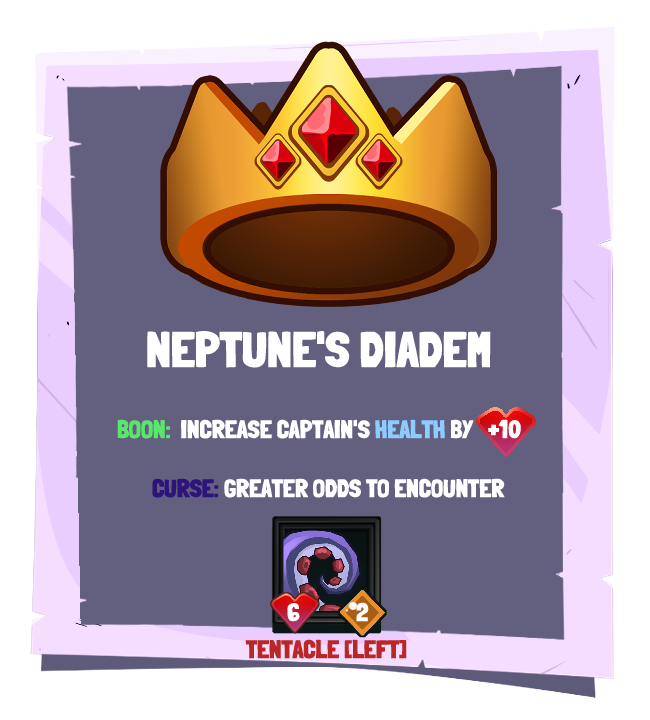 NEPTUNE'S DIADEM
BOON: INCREASE CAPTAIN'S HEALTH BY +10
CURSE: GREATER ODDS TO ENCOUNTER
6 2
TENTACLE [LEFT]